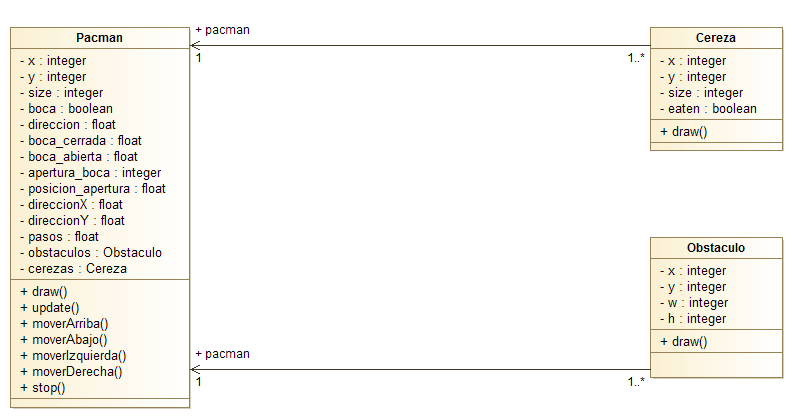 Pacman
- x : integer
- y : integer
- size : integer
- boca : boolean
- direccion : float
- boca_cerrada : float
- boca_abierta : float
- apertura_boca : integer
- posicion_apertura : float
- direccionX : float
- direccionY : float
- pasos : float
- obstaculos : Obstaculo
- cerezas : Cereza
+ draw()
+ update()
+ moverArriba()
+ moverAbajo()
+ moverIzquierda()
+ moverDerecha()
+ stop()
+ pacman
1
1..*
Cereza
- x : integer
- y : integer
- size : integer
- eaten : boolean
+ draw()
Obstaculo
- x : integer
- y : integer
- w : integer
- h : integer
+ draw()
+ pacman
1
1..*